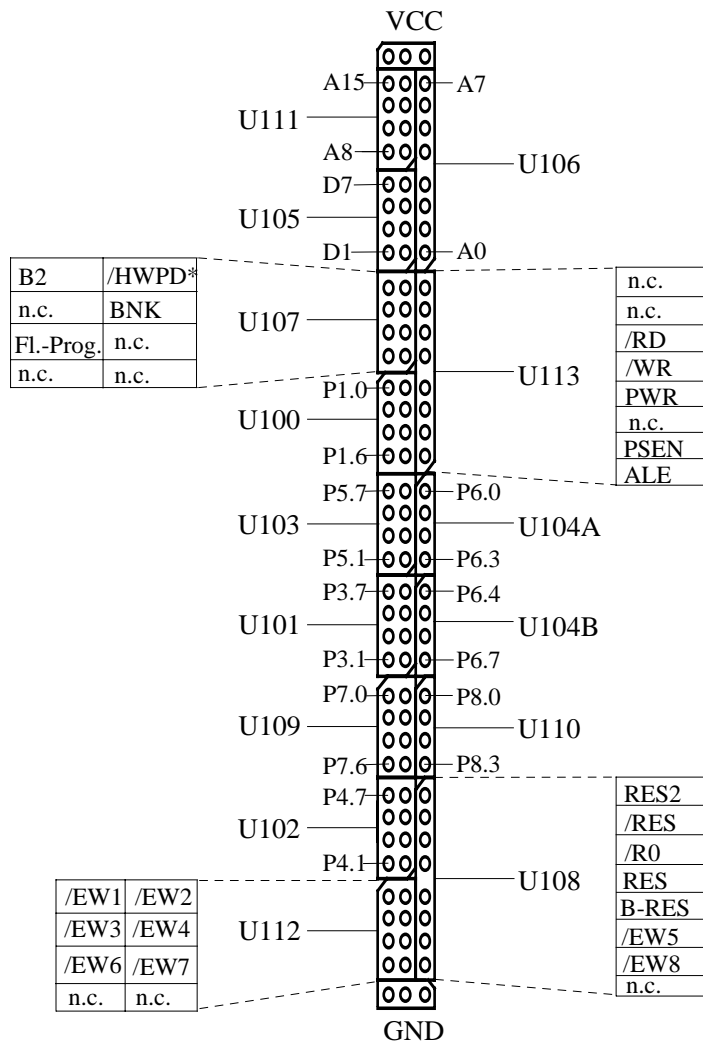 VCC
A15 A7
U111
A8 U106
D7
U105
D1 A0
B2 /HWPD*
n.c. BNK
Fl.-Prog. n.c.
n.c. n.c.
U107
n.c.
n.c.
/RD
/WR
PWR
n.c.
PSEN
ALE
U113
P1.0
U100
P1.6
P5.7 P6.0
U103 U104A
P5.1 P6.3
P3.7 P6.4
U101 U104B
P3.1 P6.7
P7.0 P8.0
U109 U110
P7.6 P8.3
P4.7
U102
P4.1
RES2
/RES
/R0
RES
B-RES
/EW5
/EW8
n.c.
U108
/EW1 /EW2
/EW3 /EW4
/EW6 /EW7
n.c. n.c.
U112
GND